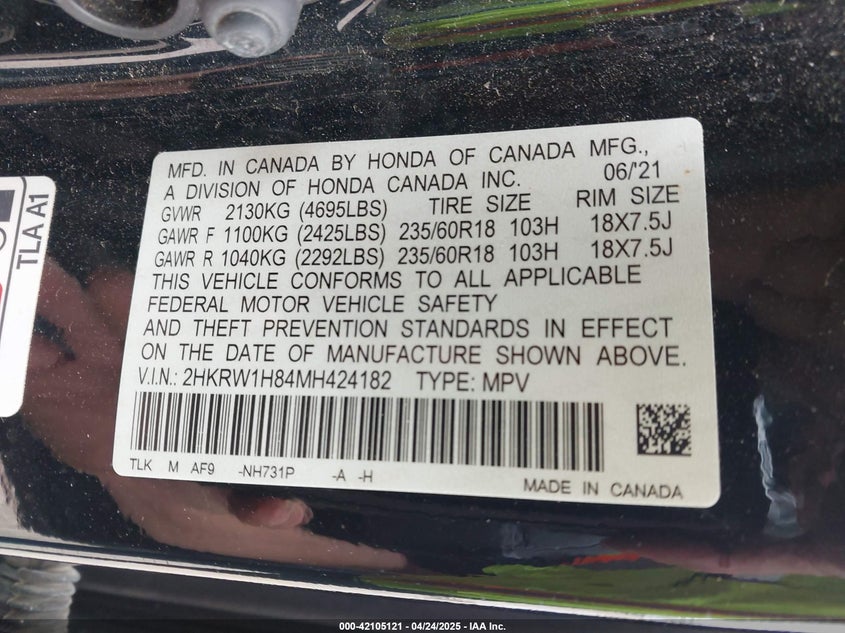 TLA A1
MFD. IN CANADA BY HONDA OF CANADA MFG.,
A DIVISION OF HONDA CANADA INC. 06/'21
GVWR 2130KG (4695LBS) TIRE SIZE RIM SIZE
GAWR F 1100KG (2425LBS) 235/60R18 103H 18X7.5J
GAWR R 1040KG (2292LBS) 235/60R18 103H 18X7.5J
THIS VEHICLE CONFORMS TO ALL APPLICABLE
FEDERAL MOTOR VEHICLE SAFETY
AND THEFT PREVENTION STANDARDS IN EFFECT
ON THE DATE OF MANUFACTURE SHOWN ABOVE.
V.I.N.: 2HKRW1H84MH424182 TYPE: MPV
TLK M AF9 -NH731P -A -H
MADE IN CANADA
000-42105121 - 04/24/2025 - IAA Inc.